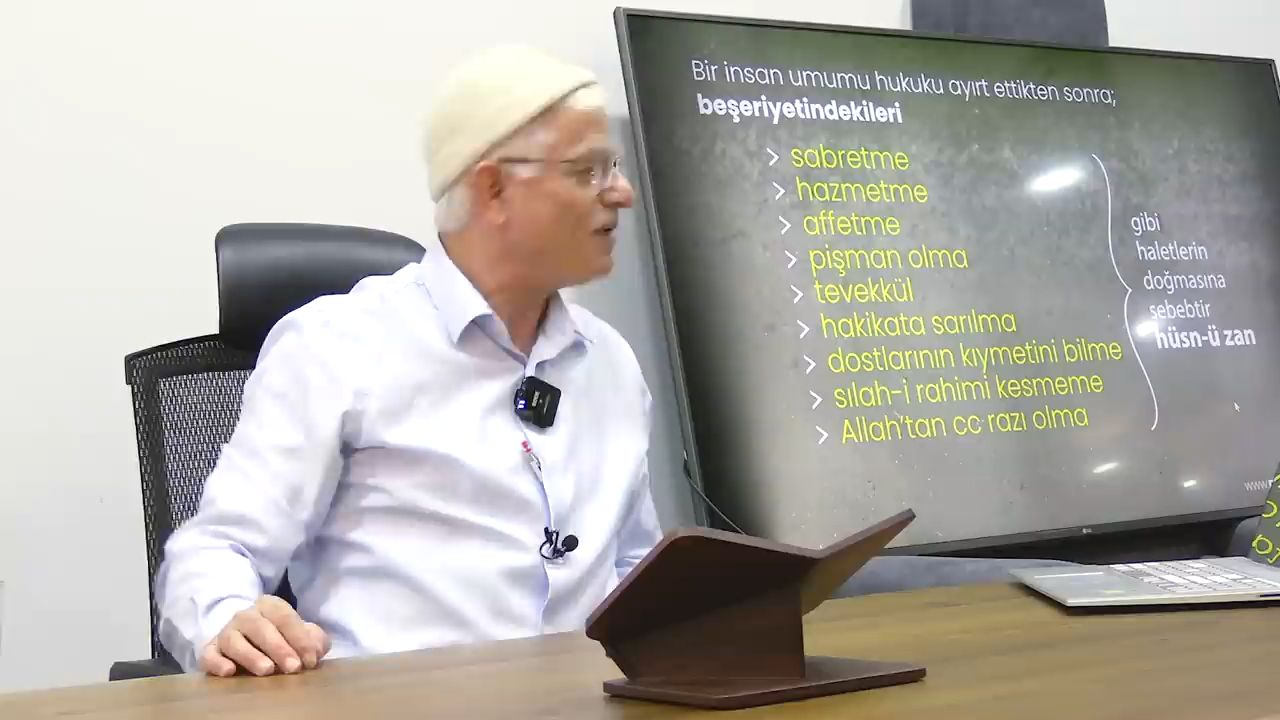 Bir insan umumu hukuku ayırt ettikten sonra;
beşeriyetindekileri
> sabretme
> hazmetme
> affetme
> pişman olma
> tevekkül
> hakikata sarılma
> dostlarının kıymetini bilme
> sılah-i rahimi kesmeme
> Allah'tan cc razı olma
gibi
haletlerin
doğmasına
sebebtir
hüsn-ü zan
www